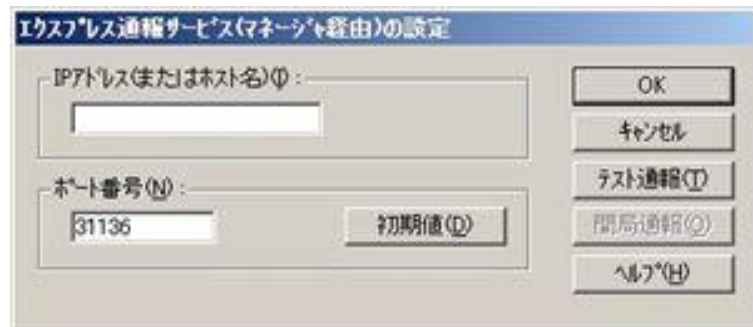 ｴｸｽﾌﾟﾚｽ通報ｻｰﾋﾞｽ(ﾏﾈｰｼﾞｬ経由)の設定
IPｱﾄﾞﾚｽ(またはﾎｽﾄ名)(I) :
OK
ｷｬﾝｾﾙ
ﾎﾟｰﾄ番号(N) :
31136
初期値(D)
ﾃｽﾄ通報(T)
開局通報(O)
ﾍﾙﾌﾟ(H)